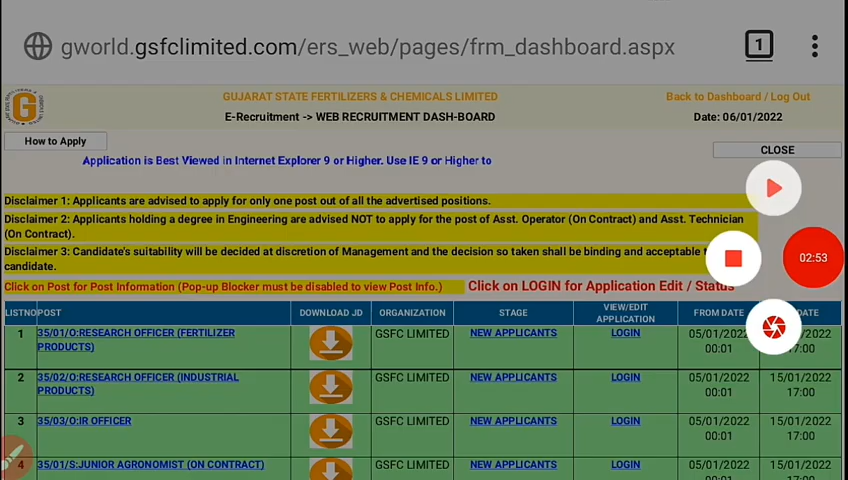 gworld.gsfclimited.com/ers_web/pages/frm_dashboard.aspx
1
GUJARAT STATE FERTILIZERS & CHEMICALS LIMITED
Back to Dashboard / Log Out
G
E-Recruitment -> WEB RECRUITMENT DASH-BOARD
Date: 06/01/2022
How to Apply
CLOSE
Application is Best Viewed in Internet Explorer 9 or Higher. Use IE 9 or Higher to
Disclaimer 1: Applicants are advised to apply for only one post out of all the advertised positions.
Disclaimer 2: Applicants holding a degree in Engineering are advised NOT to apply for the post of Asst. Operator (On Contract) and Asst. Technician
(On Contract).
Disclaimer 3: Candidate's suitability will be decided at discretion of Management and the decision so taken shall be binding and acceptable
candidate.
02:53
Click on Post for Post Information (Pop-up Blocker must be disabled to view Post Info.) Click on LOGIN for Application Edit / Status
LISTNO POST DOWNLOAD JD ORGANIZATION STAGE VIEW/EDIT APPLICATION FROM DATE DATE
1 35/01/O:RESEARCH OFFICER (FERTILIZER PRODUCTS) GSFC LIMITED NEW APPLICANTS LOGIN 05/01/2022 00:01 /2022 17:00
2 35/02/O:RESEARCH OFFICER (INDUSTRIAL PRODUCTS) GSFC LIMITED NEW APPLICANTS LOGIN 05/01/2022 00:01 15/01/2022 17:00
3 35/03/O:IR OFFICER GSFC LIMITED NEW APPLICANTS LOGIN 05/01/2022 00:01 15/01/2022 17:00
4 35/01/S:JUNIOR AGRONOMIST (ON CONTRACT) GSFC LIMITED NEW APPLICANTS LOGIN 05/01/2022 15/01/2022